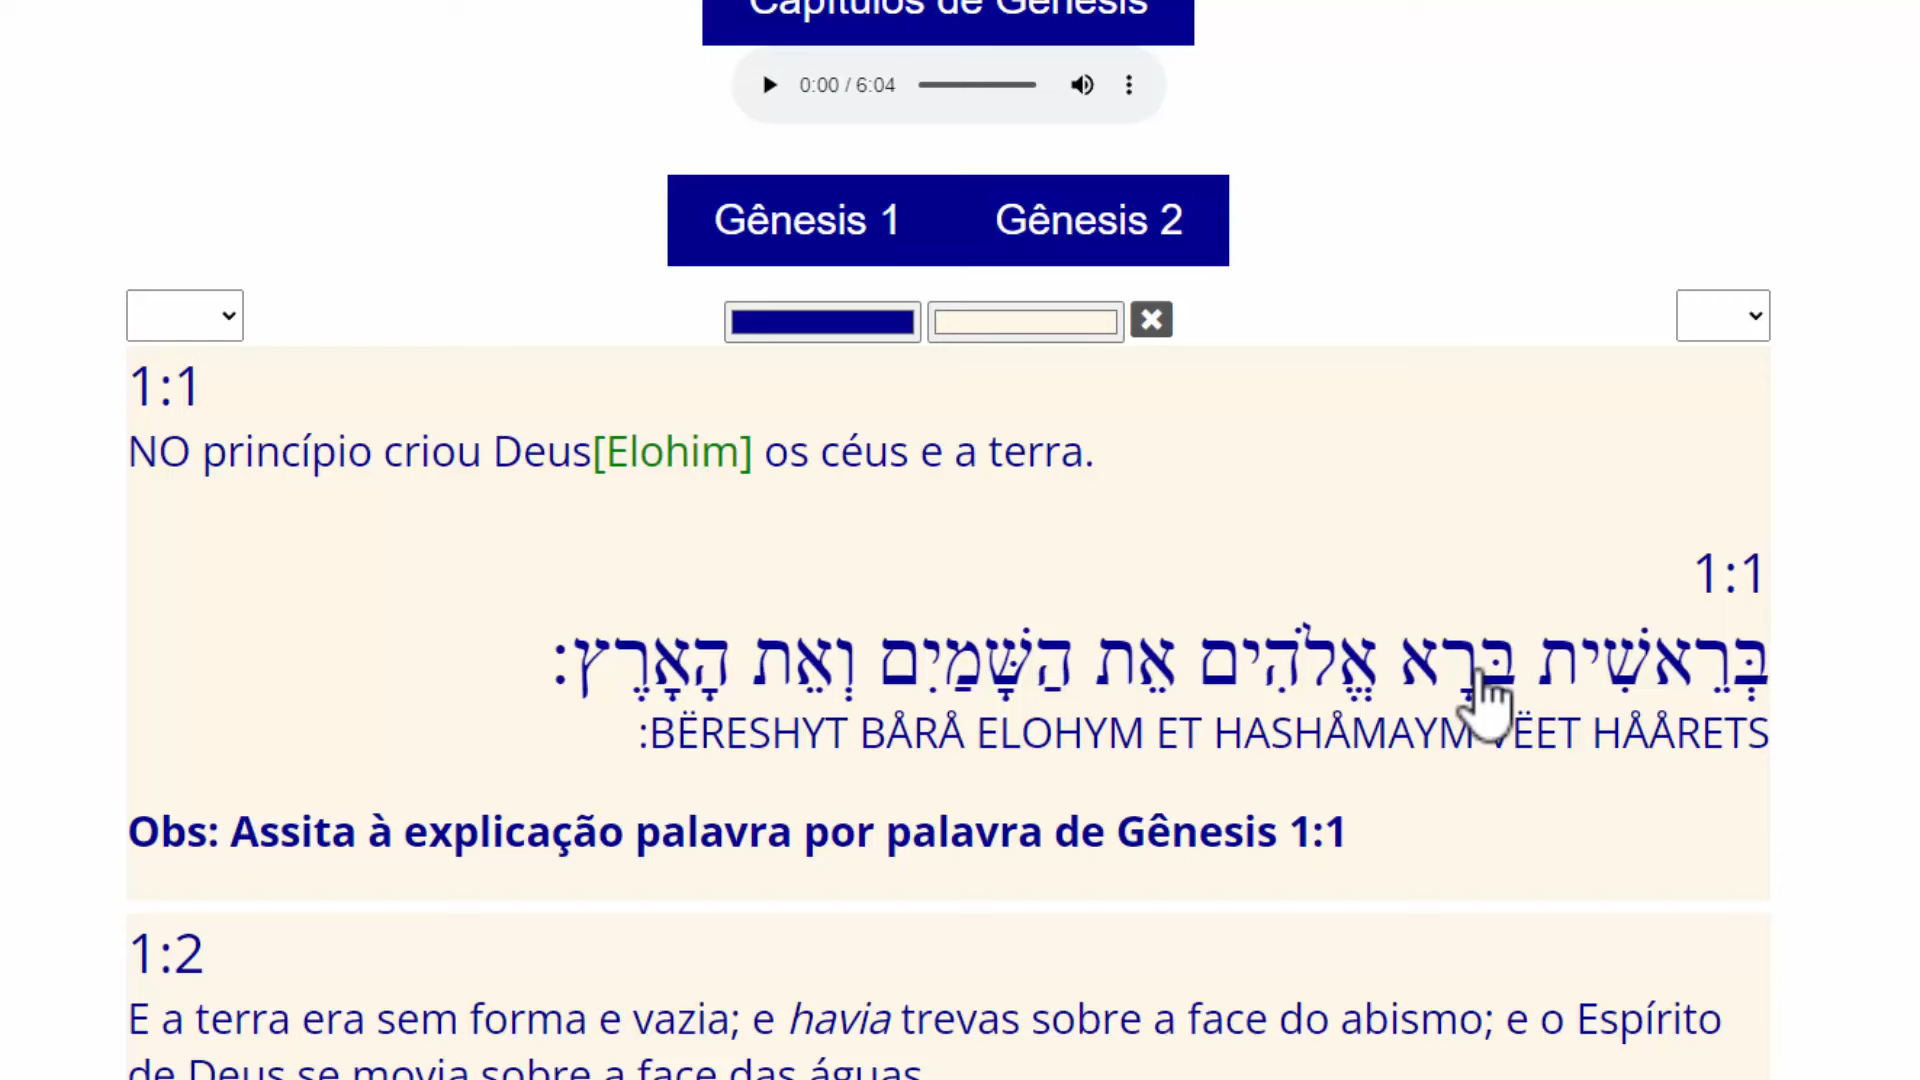 Capítulos de Gênesis
0:00 / 6:04
Gênesis 1 Gênesis 2
1:1
NO princípio criou Deus[Elohim] os céus e a terra.
1:1
בְּרֵאשִׁית בָּרָא אֱלֹהִים אֵת הַשָּׁמַיִם וְאֵת הָאָרֶץ:
:BËRESHYT BÅRÅ ELOHYM ET HASHÅMAYM VËET HÅÅRETS
Obs: Assita à explicação palavra por palavra de Gênesis 1:1
1:2
E a terra era sem forma e vazia; e havia trevas sobre a face do abismo; e o Espírito
de Deus se movia sobre a face das águas.